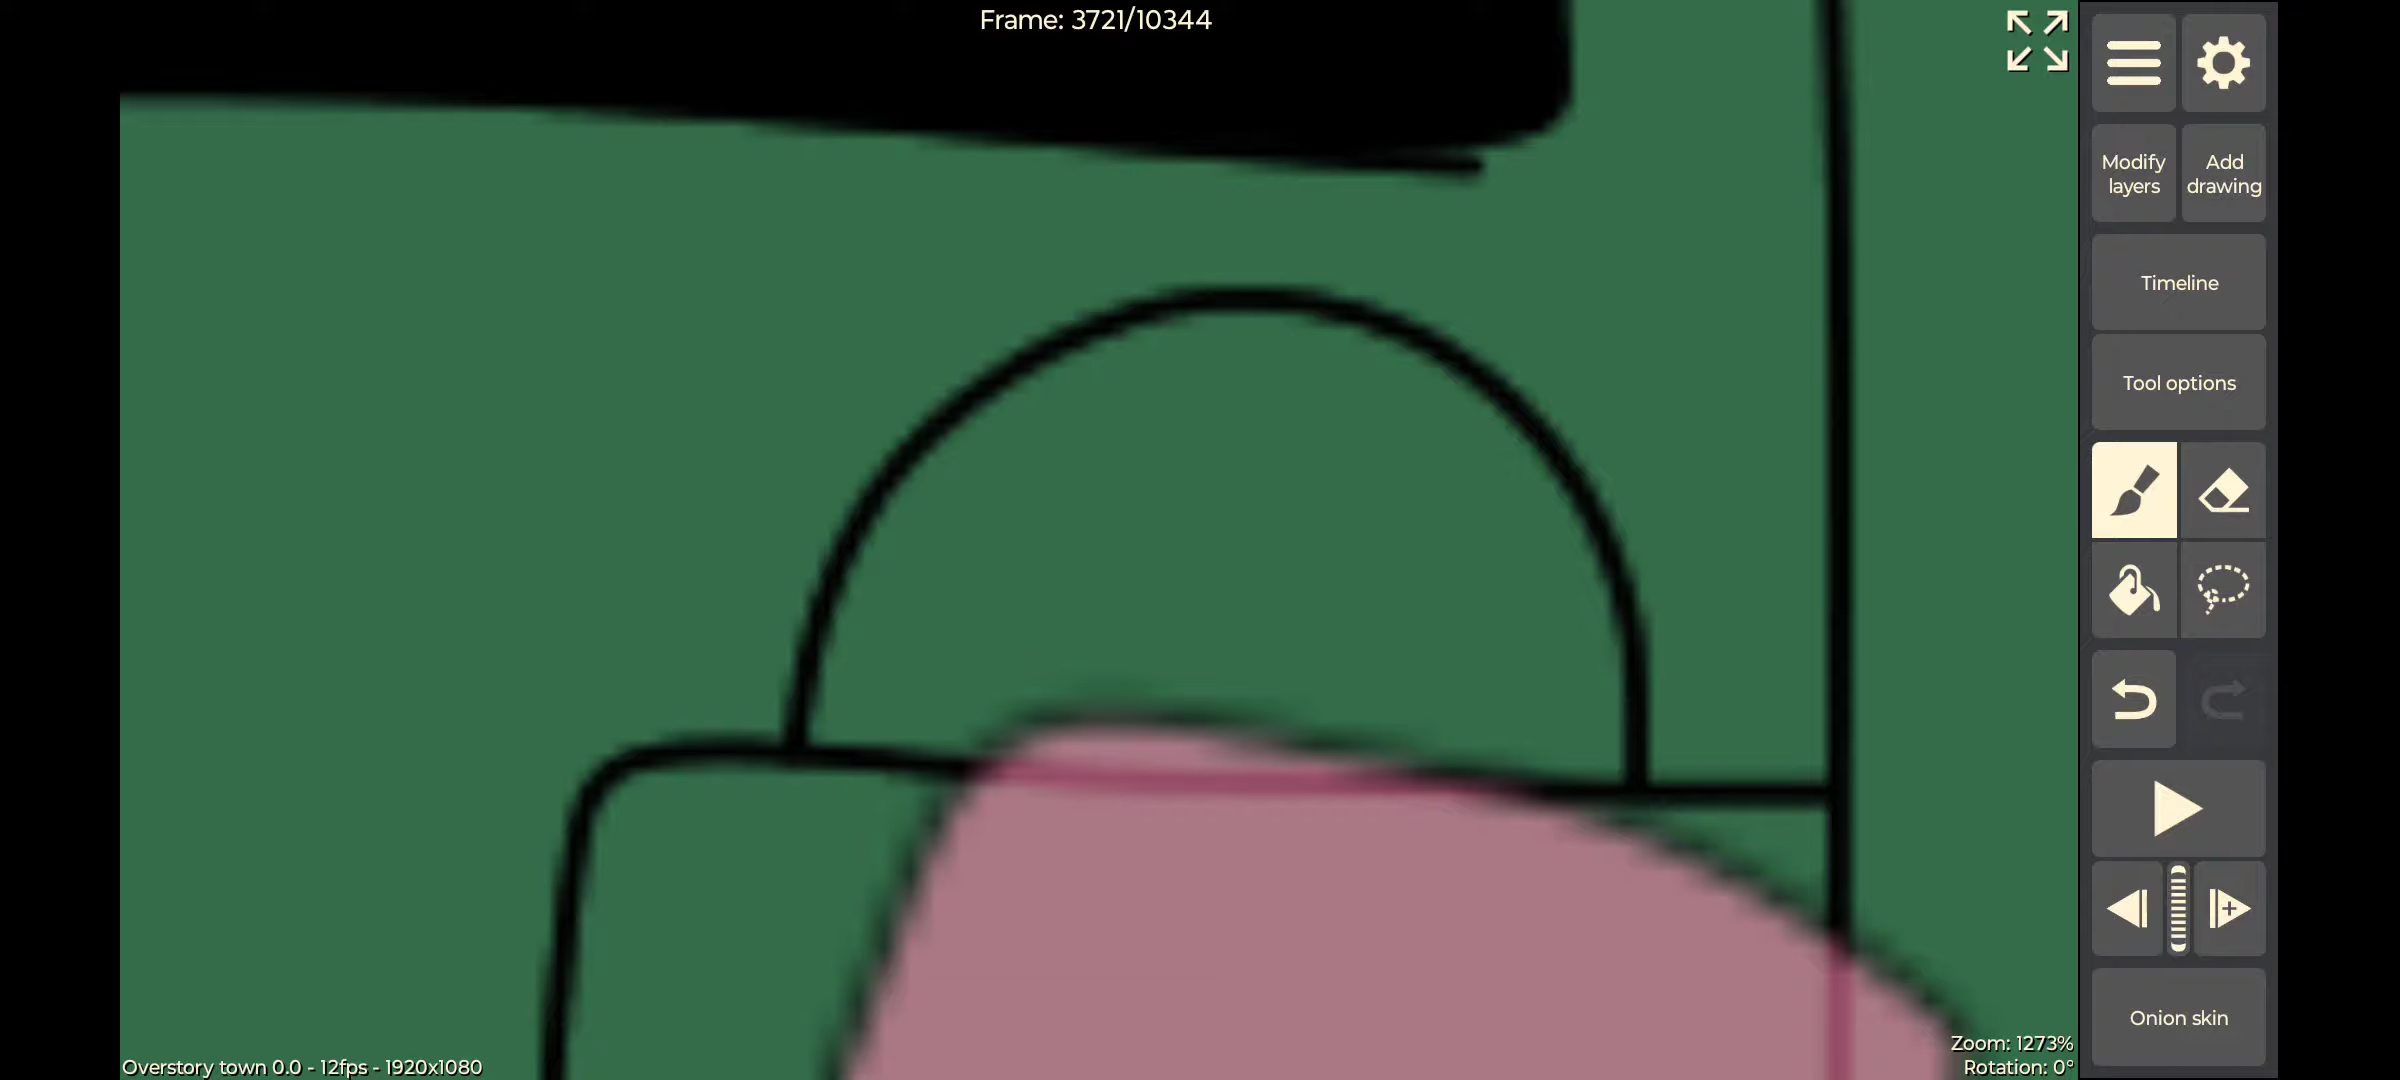 Frame: 3721/10344
Modify
layers
Add
drawing
Timeline
Tool options
Onion skin
Zoom: 1273%
Rotation: 0°
Overstory town 0.0 - 12fps - 1920x1080